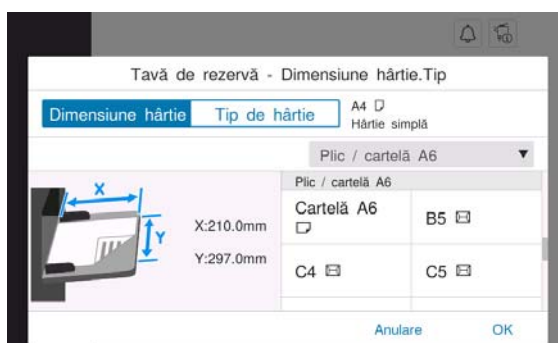 Tavă de rezervă - Dimensiune hârtie.Tip
Dimensiune hârtie
Tip de hârtie
A4
Hârtie simplă
Plic / cartelă A6
Plic / cartelă A6
X
Y
X:210.0mm
Y:297.0mm
Cartelă A6
B5
C4
C5
Anulare
OK